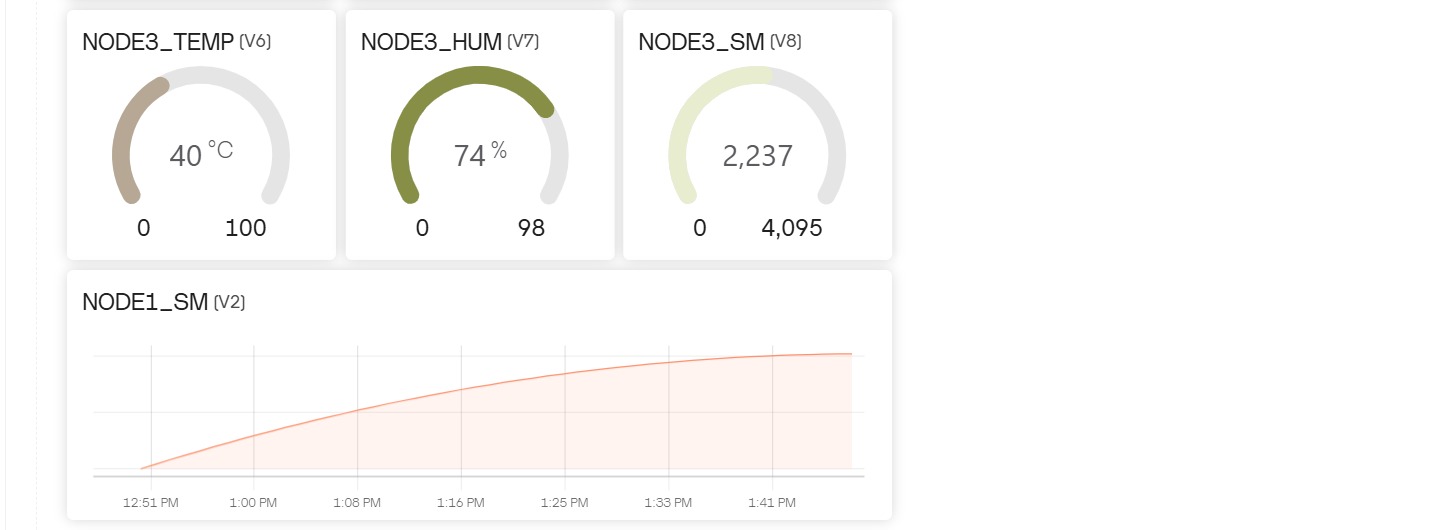 NODE3_TEMP (V6) NODE3_HUM (V7) NODE3_SM (V8)
40 °C 74 % 2,237
0 100 0 98 0 4,095
NODE1_SM (V2)
12:51 PM 1:00 PM 1:08 PM 1:16 PM 1:25 PM 1:33 PM 1:41 PM